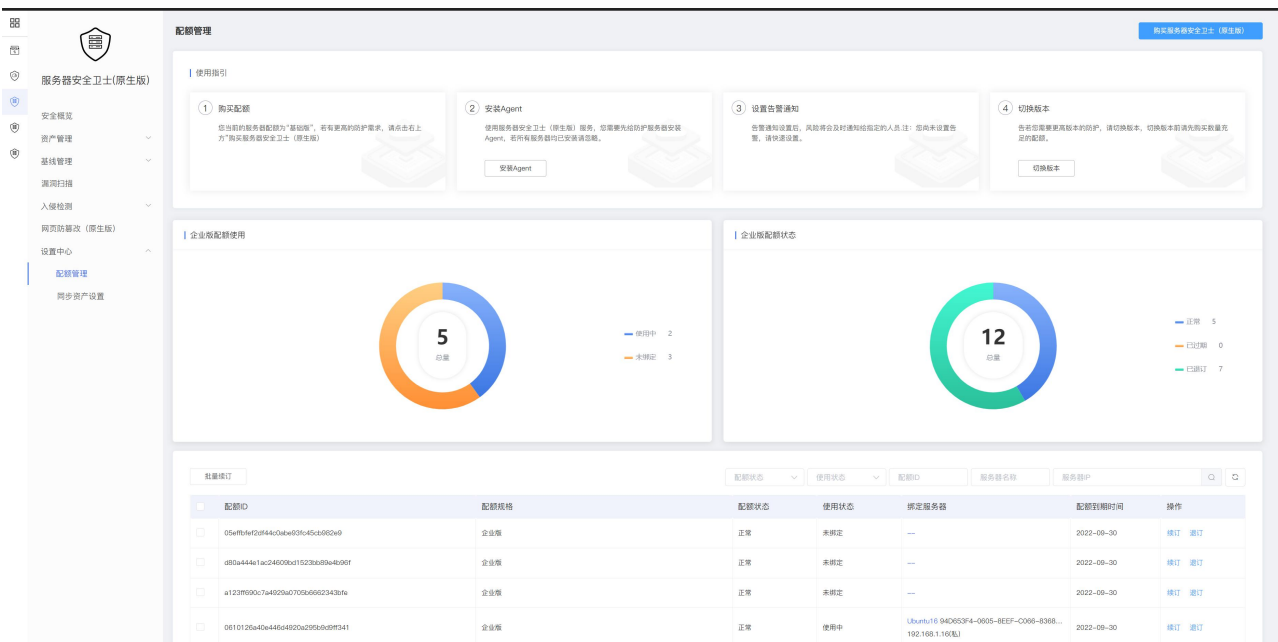 配额管理
购买服务器安全卫士（原生版）
服务器安全卫士(原生版)
安全概览
资产管理
基线管理
漏洞扫描
入侵检测
网页防篡改（原生版）
设置中心
配额管理
同步资产设置
使用指引
1 购买配额
您当前的服务器配额为“基础版”，若有更高的防护需求，请点击右上
方“购买服务器安全卫士（原生版）
2 安装Agent
使用服务器安全卫士（原生版）服务，您需要先给防护服务器安装
Agent，若所有服务器均已安装请忽略。
安装Agent
3 设置告警通知
告警通知设置后，风险将会及时通知给指定的人员.注：您尚未设置告
警，请快速设置。
4 切换版本
告若您需要更高版本的防护，请切换版本，切换版本前请先购买数量充
足的配额。
切换版本
企业版配额使用
5
总量
使用中 2
未绑定 3
企业版配额状态
12
总量
正常 5
已过期 0
已退订 7
批量续订
配额状态 使用状态 配额ID 服务器名称 服务器IP
配额ID 配额规格 配额状态 使用状态 绑定服务器 配额到期时间 操作
05effbfef2df44c0abe93fc45cb982e9 企业版 正常 未绑定 -- 2022-09-30 续订 退订
d80a444e1ac24609bd1523bb89e4b96f 企业版 正常 未绑定 -- 2022-09-30 续订 退订
a123ff690c7a4929a0705b6662343bfe 企业版 正常 未绑定 -- 2022-09-30 续订 退订
0610126a40e446d4920a295b9d9ff341 企业版 正常 使用中 Ubuntu16 94D653F4-0605-8EEF-C066-8368... 2022-09-30 续订 退订
192.168.1.16(私)